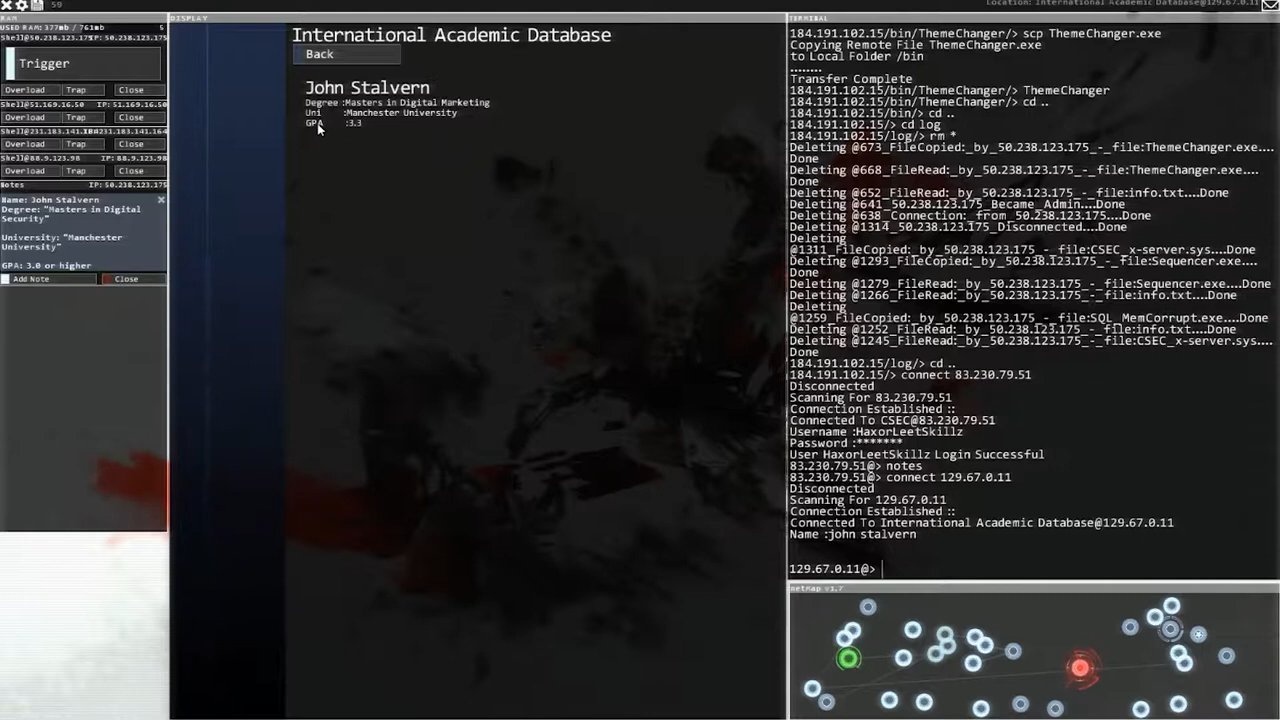 59
Location: International Academic Database@129.67.0.11
RAM
USED RAM: 377mb / 761mb
5
Shell@50.238.123.175
IP: 50.238.123.175
Trigger
Overload
Trap
Close
Shell@51.169.16.50
IP: 51.169.16.50
Overload
Trap
Close
Overload
Trap
Close
Shell@88.9.123.98
IP: 88.9.123.98
Overload
Trap
Close
Notes
IP: 50.238.123.175
Name: John Stalvern
Degree: "Masters in Digital
Security"
University: "Manchester
University"
GPA: 3.0 or higher
Add Note
Close
DISPLAY
International Academic Database
Back
John Stalvern
Degree :Masters in Digital Marketing
Uni :Manchester University
GPA :3.3
TERMINAL
184.191.102.15/bin/ThemeChanger/> scp ThemeChanger.exe
Copying Remote File ThemeChanger.exe
to Local Folder /bin
........
Transfer Complete
184.191.102.15/bin/ThemeChanger/> ThemeChanger
184.191.102.15/bin/ThemeChanger/> cd ..
184.191.102.15/bin/> cd ..
184.191.102.15/> cd log
184.191.102.15/log/> rm *
Deleting @673_FileCopied:_by_50.238.123.175_-_file:ThemeChanger.exe....
Done
Deleting @668_FileRead:_by_50.238.123.175_-_file:ThemeChanger.exe....
Done
Deleting @652_FileRead:_by_50.238.123.175_-_file:info.txt....Done
Deleting @641_50.238.123.175_Became_Admin....Done
Deleting @638_Connection:_from_50.238.123.175....Done
Deleting @1314_50.238.123.175_Disconnected....Done
Deleting
@1311_FileCopied:_by_50.238.123.175_-_file:CSEC_x-server.sys....Done
Deleting @1293_FileCopied:_by_50.238.123.175_-_file:Sequencer.exe....
Done
Deleting @1279_FileRead:_by_50.238.123.175_-_file:Sequencer.exe....Done
Deleting @1266_FileRead:_by_50.238.123.175_-_file:info.txt....Done
Deleting
@1259_FileCopied:_by_50.238.123.175_-_file:SQL_MemCorrupt.exe....Done
Deleting @1252_FileRead:_by_50.238.123.175_-_file:info.txt....Done
Deleting @1245_FileRead:_by_50.238.123.175_-_file:CSEC_x-server.sys....
Done
184.191.102.15/log/> cd ..
184.191.102.15/> connect 83.230.79.51
Disconnected
Scanning For 83.230.79.51
Connection Established ::
Connected To CSEC@83.230.79.51
Username :HaxorLeetSkillz
Password :*******
User HaxorLeetSkillz Login Successful
83.230.79.51@> notes
83.230.79.51@> connect 129.67.0.11
Disconnected
Scanning For 129.67.0.11
Connection Established ::
Connected To International Academic Database@129.67.0.11
Name :john stalvern
129.67.0.11@>
netMap v1.7